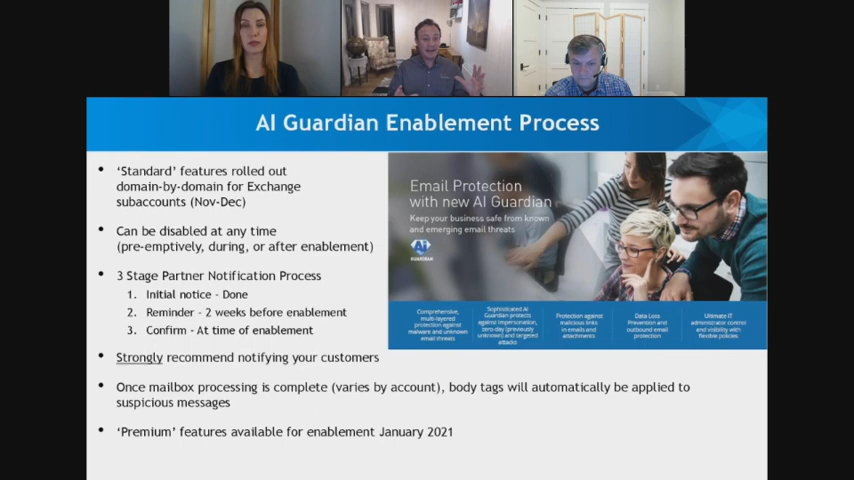 AI Guardian Enablement Process
• 'Standard' features rolled out
domain-by-domain for Exchange
subaccounts (Nov-Dec)
• Can be disabled at any time
(pre-emptively, during, or after enablement)
• 3 Stage Partner Notification Process
1. Initial notice - Done
2. Reminder - 2 weeks before enablement
3. Confirm - At time of enablement
• Strongly recommend notifying your customers
• Once mailbox processing is complete (varies by account), body tags will automatically be applied to
suspicious messages
• 'Premium' features available for enablement January 2021
Email Protection
with new AI Guardian
Keep your business safe from known
and emerging email threats
Ai
GUARDIAN
Comprehensive,
multi-layered
protection against
malware and unknown
email threats
Sophisticated AI
Guardian protects
against impersonation,
zero-day (previously
unknown) and targeted
attacks
Protection against
malicious links
in emails and
attachments
Data Loss
Prevention and
outbound email
protection
Ultimate IT
administrator control
and visibility with
flexible policies